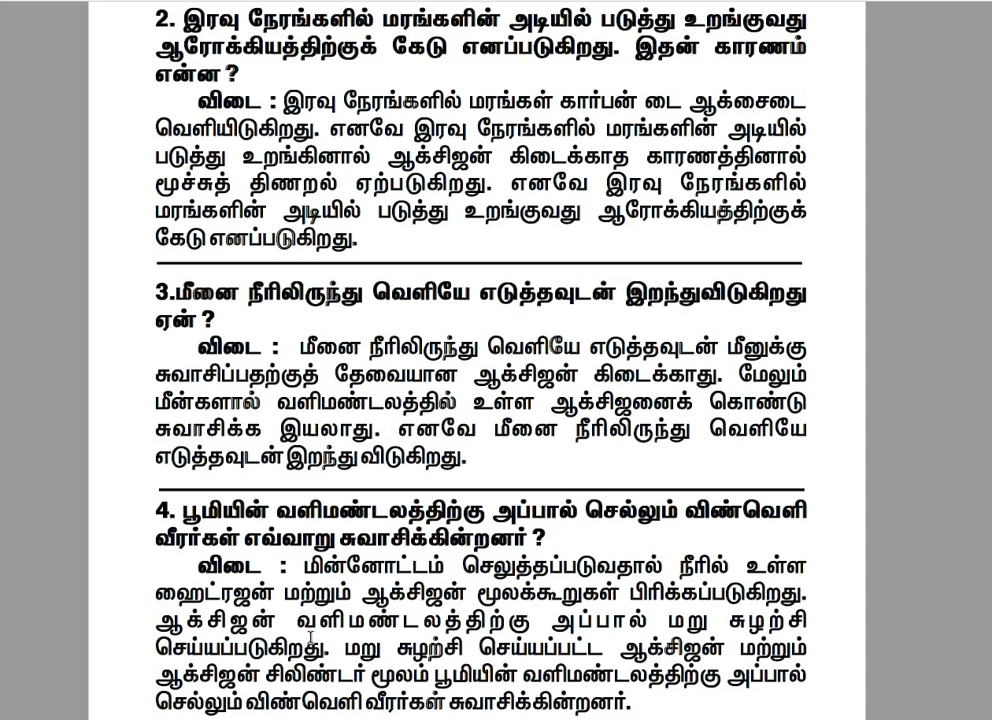 2. இரவு நேரங்களில் மரங்களின் அடியில் படுத்து உறங்குவது
ஆரோக்கியத்திற்குக் கேடு எனப்படுகிறது. இதன் காரணம்
என்ன ?
விடை : இரவு நேரங்களில் மரங்கள் கார்பன் டை ஆக்சைடை
வெளியிடுகிறது. எனவே இரவு நேரங்களில் மரங்களின் அடியில்
படுத்து உறங்கினால் ஆக்சிஜன் கிடைக்காத காரணத்தினால்
மூச்சுத் திணறல் ஏற்படுகிறது. எனவே இரவு நேரங்களில்
மரங்களின் அடியில் படுத்து உறங்குவது ஆரோக்கியத்திற்குக்
கேடு எனப்படுகிறது.
3.மீனை நீரிலிருந்து வெளியே எடுத்தவுடன் இறந்துவிடுகிறது
ஏன் ?
விடை : மீனை நீரிலிருந்து வெளியே எடுத்தவுடன் மீனுக்கு
சுவாசிப்பதற்குத் தேவையான ஆக்சிஜன் கிடைக்காது. மேலும்
மீன்களால் வளிமண்டலத்தில் உள்ள ஆக்சிஜனைக் கொண்டு
சுவாசிக்க இயலாது. எனவே மீனை நீரிலிருந்து வெளியே
எடுத்தவுடன் இறந்து விடுகிறது.
4. பூமியின் வளிமண்டலத்திற்கு அப்பால் செல்லும் விண்வெளி
வீரர்கள் எவ்வாறு சுவாசிக்கின்றனர் ?
விடை : மின்னோட்டம் செலுத்தப்படுவதால் நீரில் உள்ள
ஹைட்ரஜன் மற்றும் ஆக்சிஜன் மூலக்கூறுகள் பிரிக்கப்படுகிறது.
ஆக்சிஜன் வளிமண்டலத்திற்கு அப்பால் மறு சுழற்சி
செய்யப்படுகிறது. மறு சுழற்சி செய்யப்பட்ட ஆக்சிஜன் மற்றும்
ஆக்சிஜன் சிலிண்டர் மூலம் பூமியின் வளிமண்டலத்திற்கு அப்பால்
செல்லும் விண்வெளி வீரர்கள் சுவாசிக்கின்றனர்.